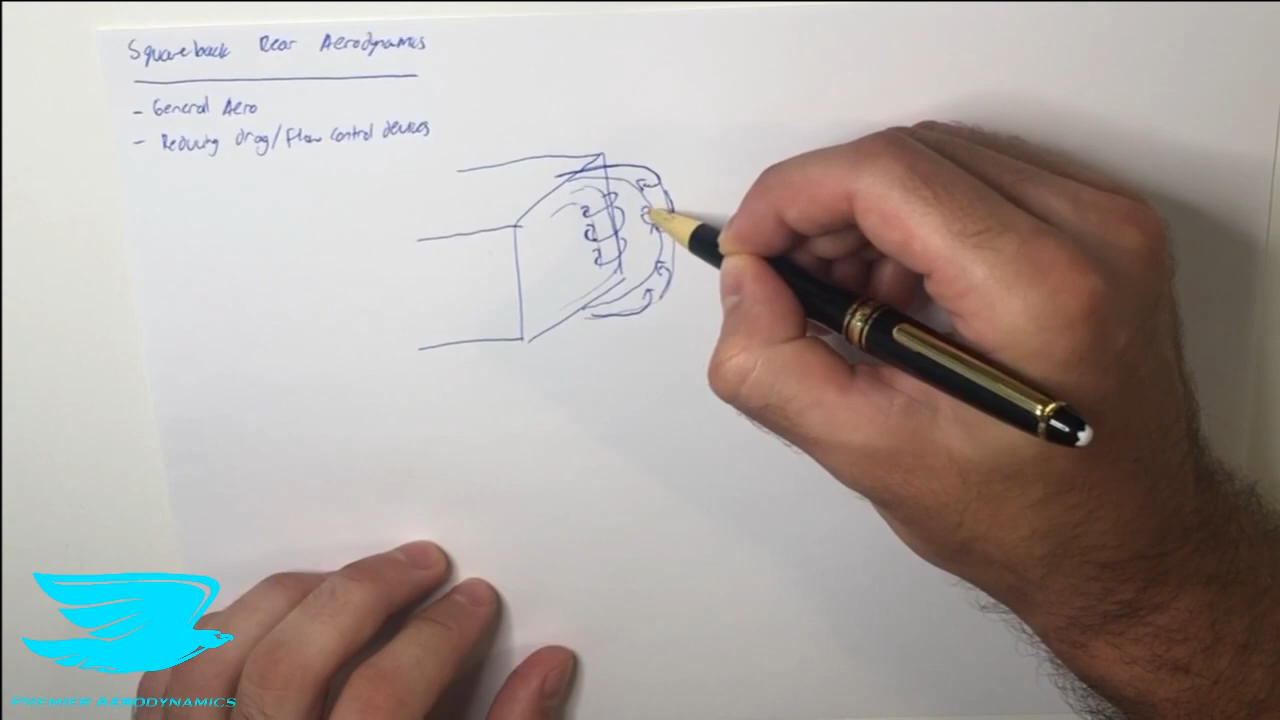 Squareback Rear Aerodynamics
- General Aero
- Reducing drag/Flow control devices
PREMIER AERODYNAMICS